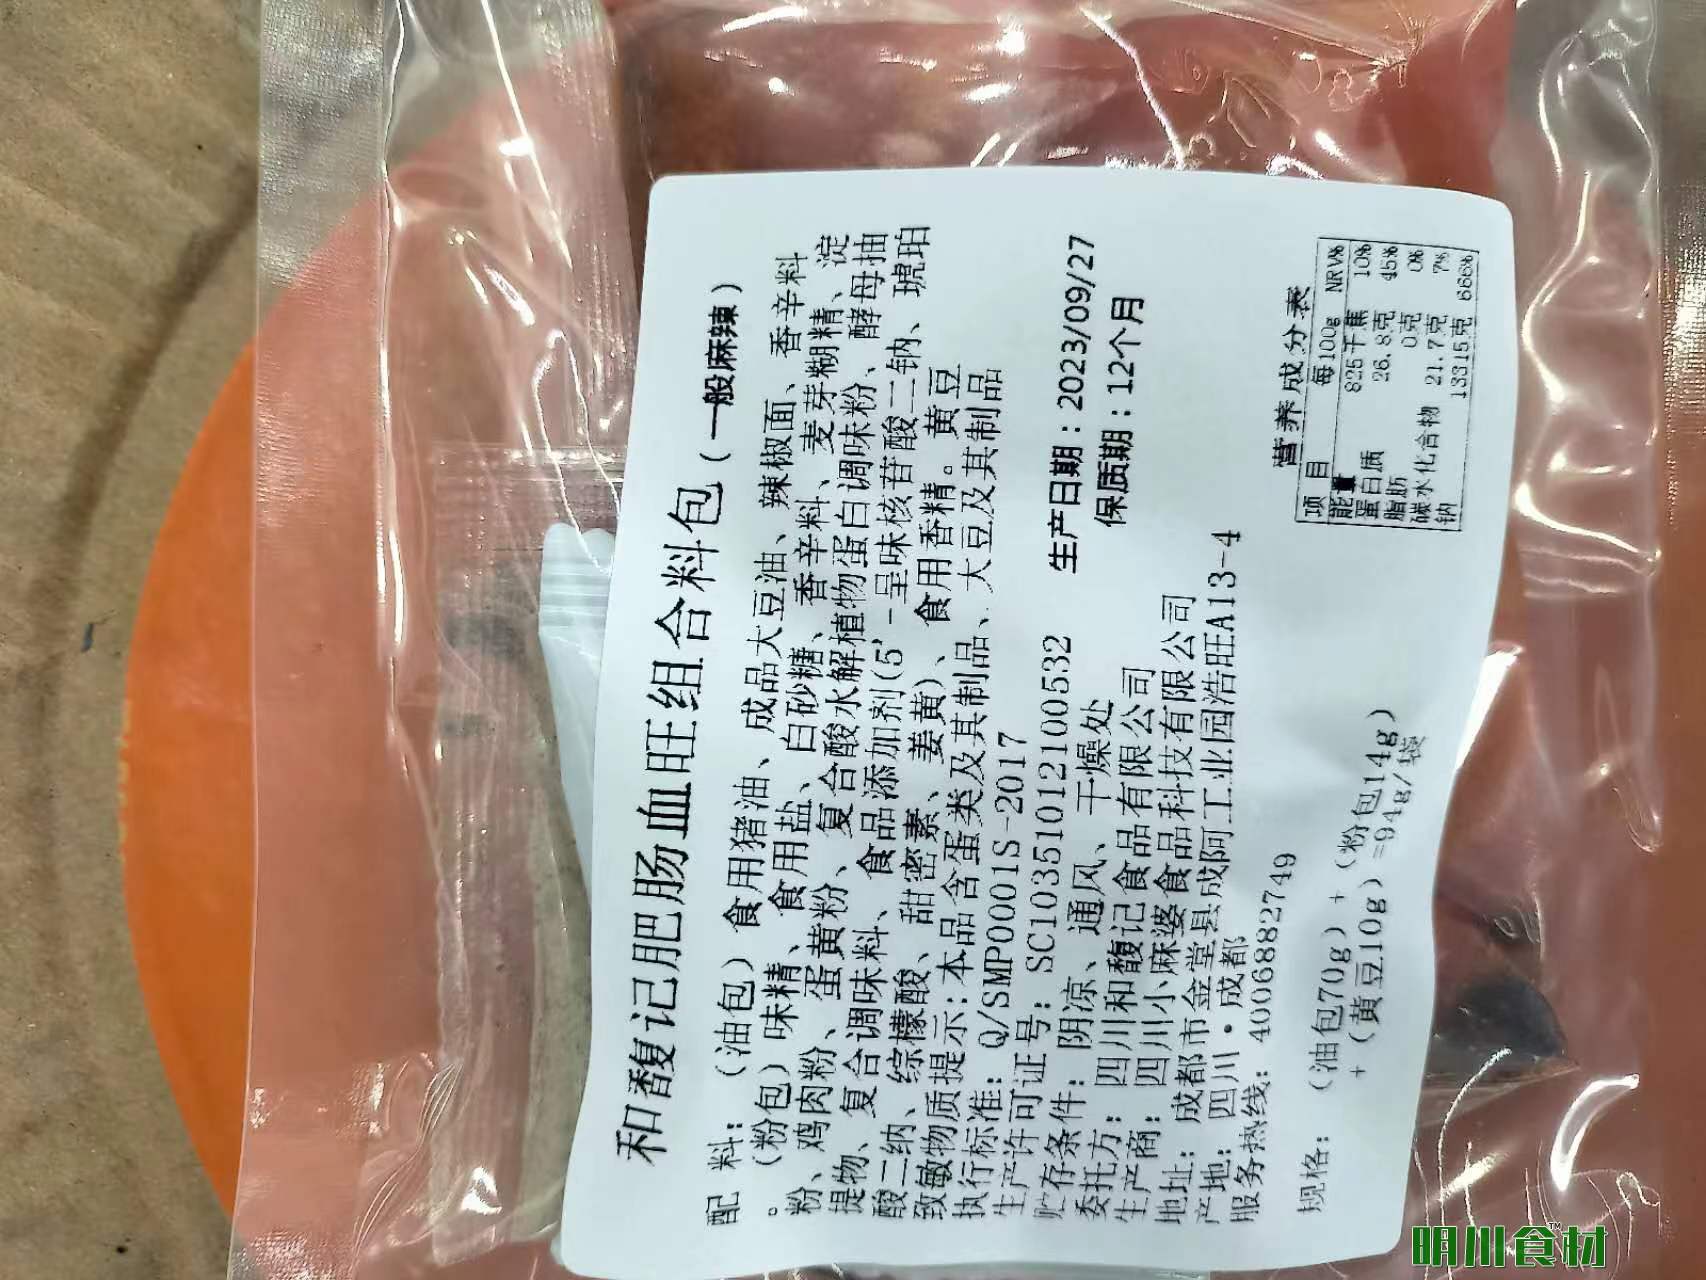 和馥记肥肠血旺组合料包（一般麻辣）
配 料：（油包）食用猪油、成品大豆油、辣椒面、香辛料
。（粉包）味精、食用盐、白砂糖、香辛料、麦芽糊精、淀
粉、鸡肉粉、蛋黄粉、复合酸水解植物蛋白调味粉、酵母抽
提物、复合调味料、食品添加剂(5’-呈味核苷酸二钠、琥珀
酸二纳、综檬酸、甜密素、姜黄)、食用香精。黄豆
致敏物质提示:本品含蛋类及其制品、大豆及其制品
执行标准：Q/SMP0001S-2017
生产许可证号：SC10351012100532
生产日期：2023/09/27
贮存条件：阴凉、通风、干燥处
保质期：12个月
委托方：四川和馥记食品有限公司
生产商：四川小麻婆食品科技有限公司
地址：成都市金堂县成阿工业园浩旺A13-4
产地：四川·成都
服务热线：4006882749
规格：（油包70g）+（粉包14g）
+（黄豆10g）=94g/袋
营养成分表
项目 每100g NRV%
能量 825千焦 10%
蛋白质 26.8克 45%
脂肪 0克 0%
碳水化合物 21.7克 7%
钠 13315克 666%
明川食材™